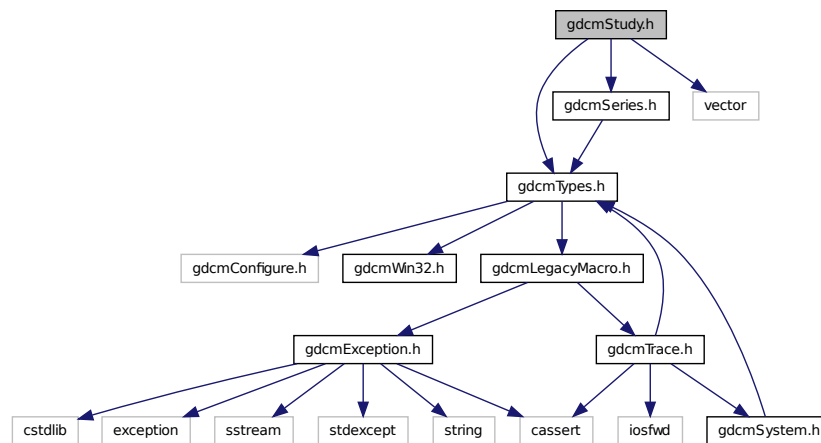 gdcmStudy.h
gdcmSeries.h
vector
gdcmTypes.h
gdcmConfigure.h
gdcmWin32.h
gdcmLegacyMacro.h
gdcmException.h
gdcmTrace.h
cstdlib
exception
sstream
stdexcept
string
cassert
iosfwd
gdcmSystem.h